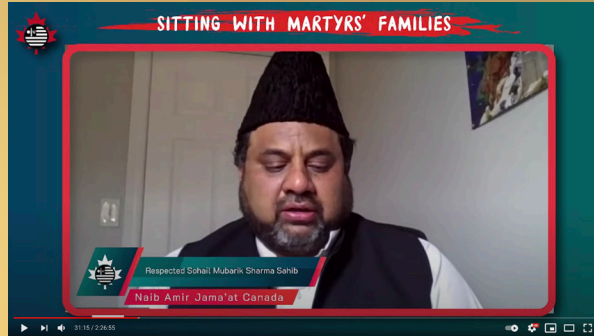 SITTING WITH MARTYRS' FAMILIES
Respected Sohail Mubarik Sharma Sahib
Naib Amir Jama'at Canada
31:15 / 2:26:55